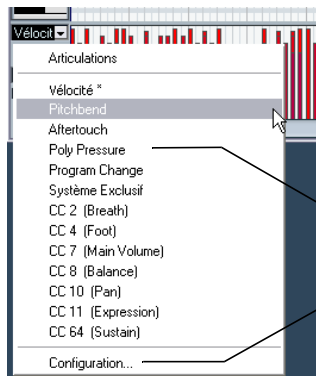 Vélocit
Articulations
Vélocité *
Pitchbend
Aftertouch
Poly Pressure
Program Change
Système Exclusif
CC 2 (Breath)
CC 4 (Foot)
CC 7 (Main Volume)
CC 8 (Balance)
CC 10 (Pan)
CC 11 (Expression)
CC 64 (Sustain)
Configuration...